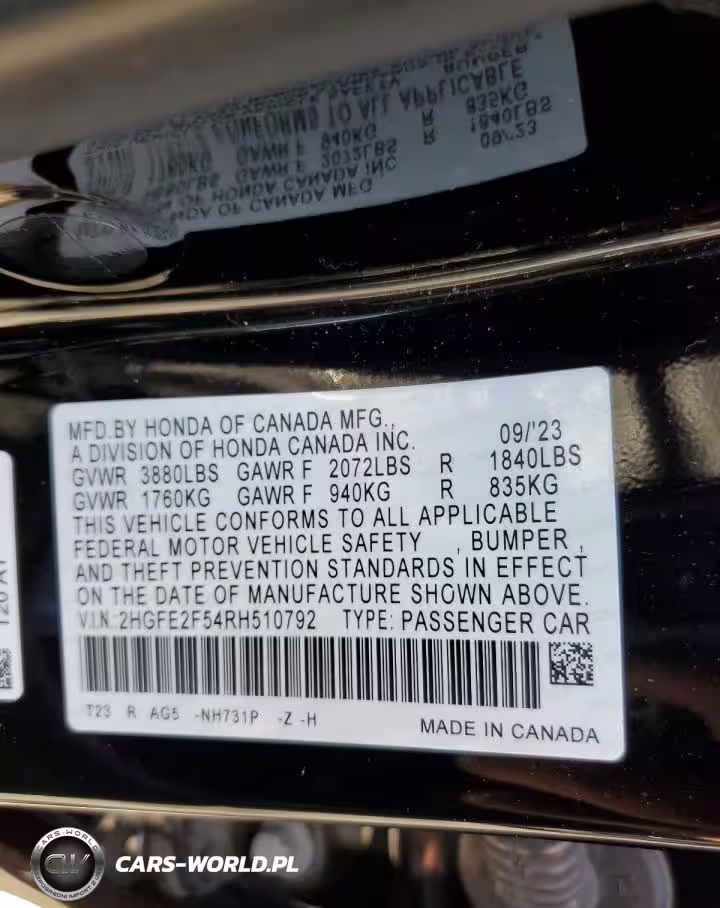 MFD.BY HONDA OF CANADA MFG.,
A DIVISION OF HONDA CANADA INC. 09/'23
GVWR 3880LBS GAWR F 2072LBS R 1840LBS
GVWR 1760KG GAWR F 940KG R 835KG
THIS VEHICLE CONFORMS TO ALL APPLICABLE
FEDERAL MOTOR VEHICLE SAFETY , BUMPER ,
AND THEFT PREVENTION STANDARDS IN EFFECT
ON THE DATE OF MANUFACTURE SHOWN ABOVE.
V.I.N.:2HGFE2F54RH510792 TYPE: PASSENGER CAR
T23 R AG5 -NH731P -Z -H
MADE IN CANADA
CARS-WORLD
CW
CARS-WORLD.PL